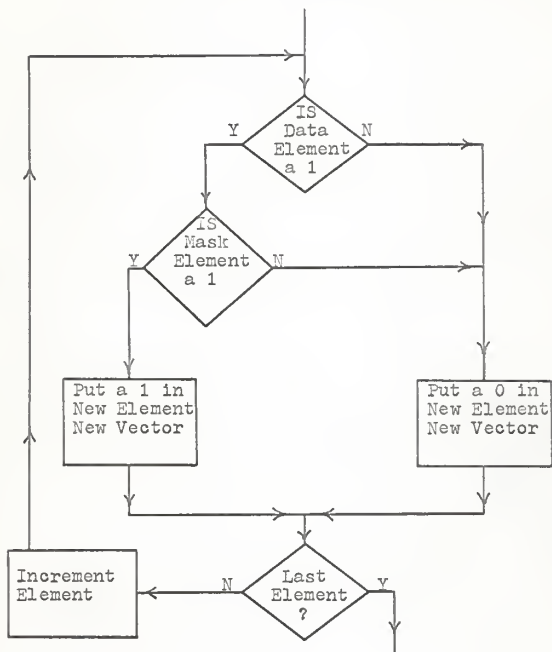 IS
Data
Element
a 1
Y
N
IS
Mask
Element
a 1
Y
N
Put a 1 in
New Element
New Vector
Put a 0 in
New Element
New Vector
Increment
Element
N
Last
Element
?
Y